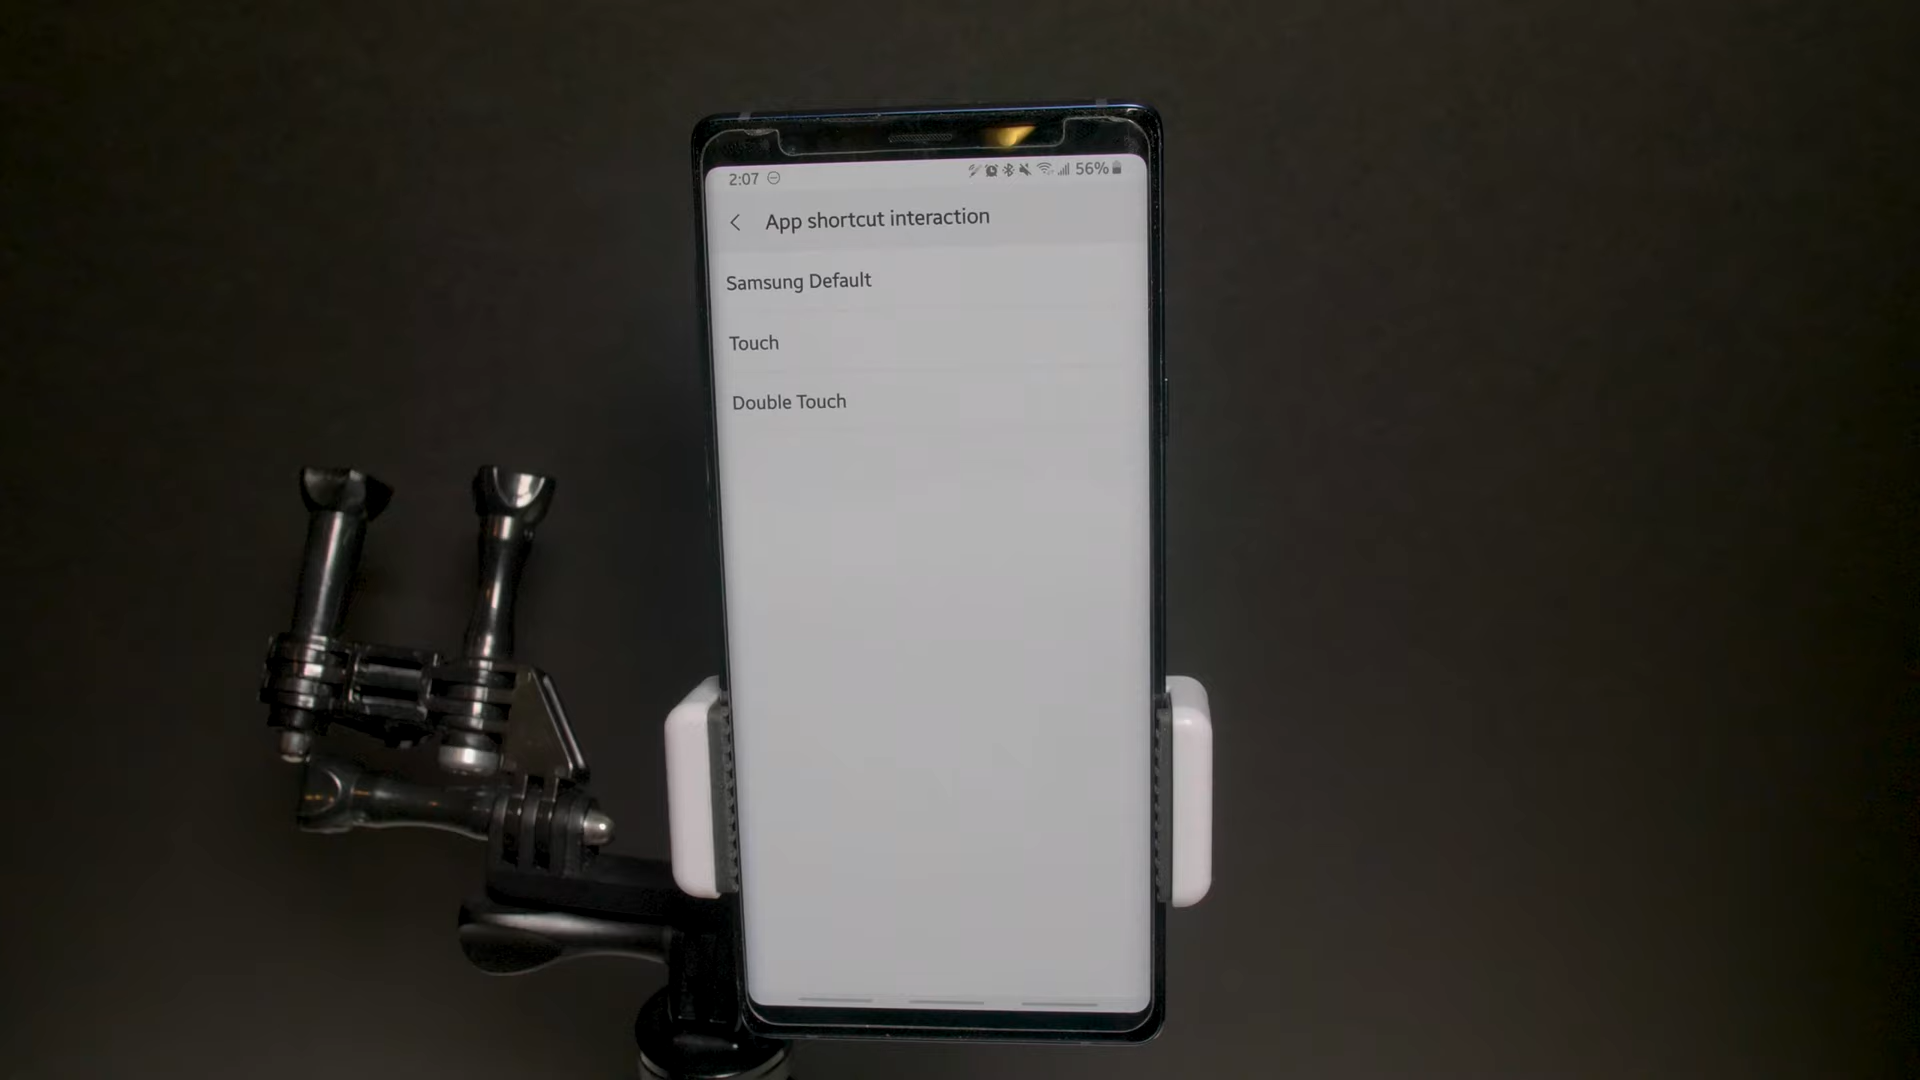 2:07
56%
App shortcut interaction
Samsung Default
Touch
Double Touch